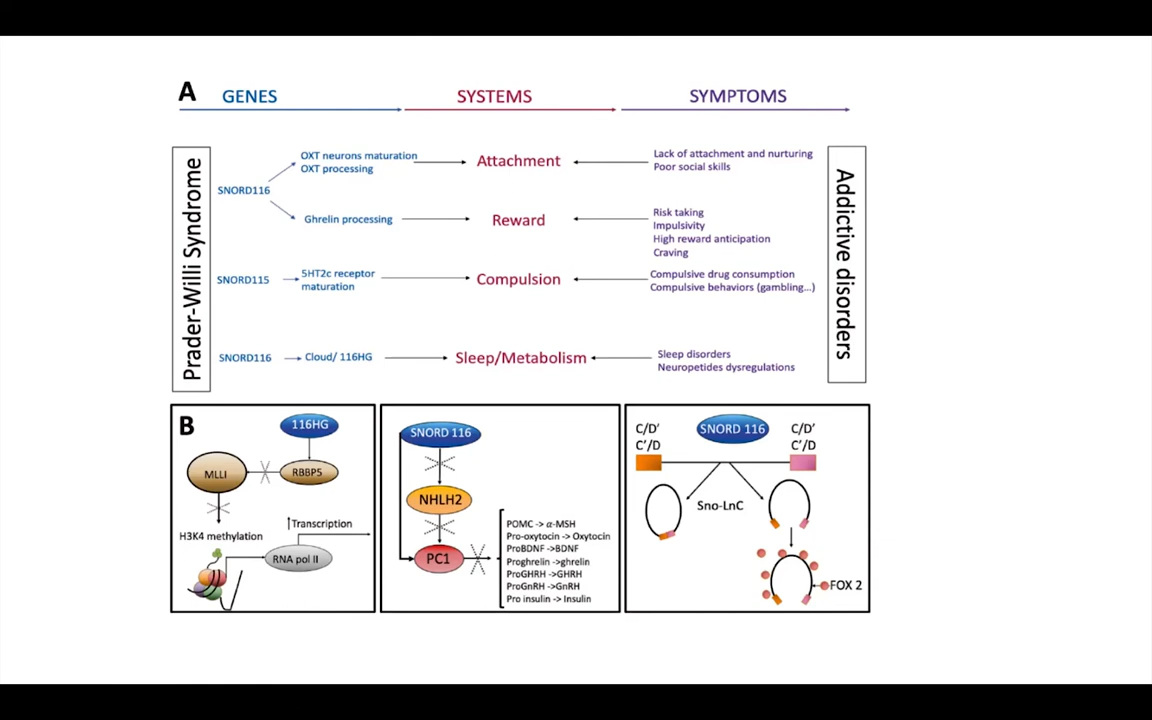 A
GENES
SYSTEMS
SYMPTOMS
Prader-Willi Syndrome
SNORD116
OXT neurons maturation
OXT processing
Attachment
Lack of attachment and nurturing
Poor social skills
Ghrelin processing
Reward
Risk taking
Impulsivity
High reward anticipation
Craving
SNORD115
5HT2c receptor
maturation
Compulsion
Compulsive drug consumption
Compulsive behaviors (gambling...)
SNORD116
Cloud/ 116HG
Sleep/Metabolism
Sleep disorders
Neuropetides dysregulations
Addictive disorders
B
116HG
MLLI
RBBP5
H3K4 methylation
Transcription
RNA pol II
SNORD 116
NHLH2
PC1
POMC -> α-MSH
Pro-oxytocin -> Oxytocin
ProBDNF ->BDNF
Proghrelin ->ghrelin
ProGHRH ->GHRH
ProGnRH ->GnRH
Pro insulin -> Insulin
C/D'
C'/D
SNORD 116
C/D'
C'/D
Sno-LnC
FOX 2